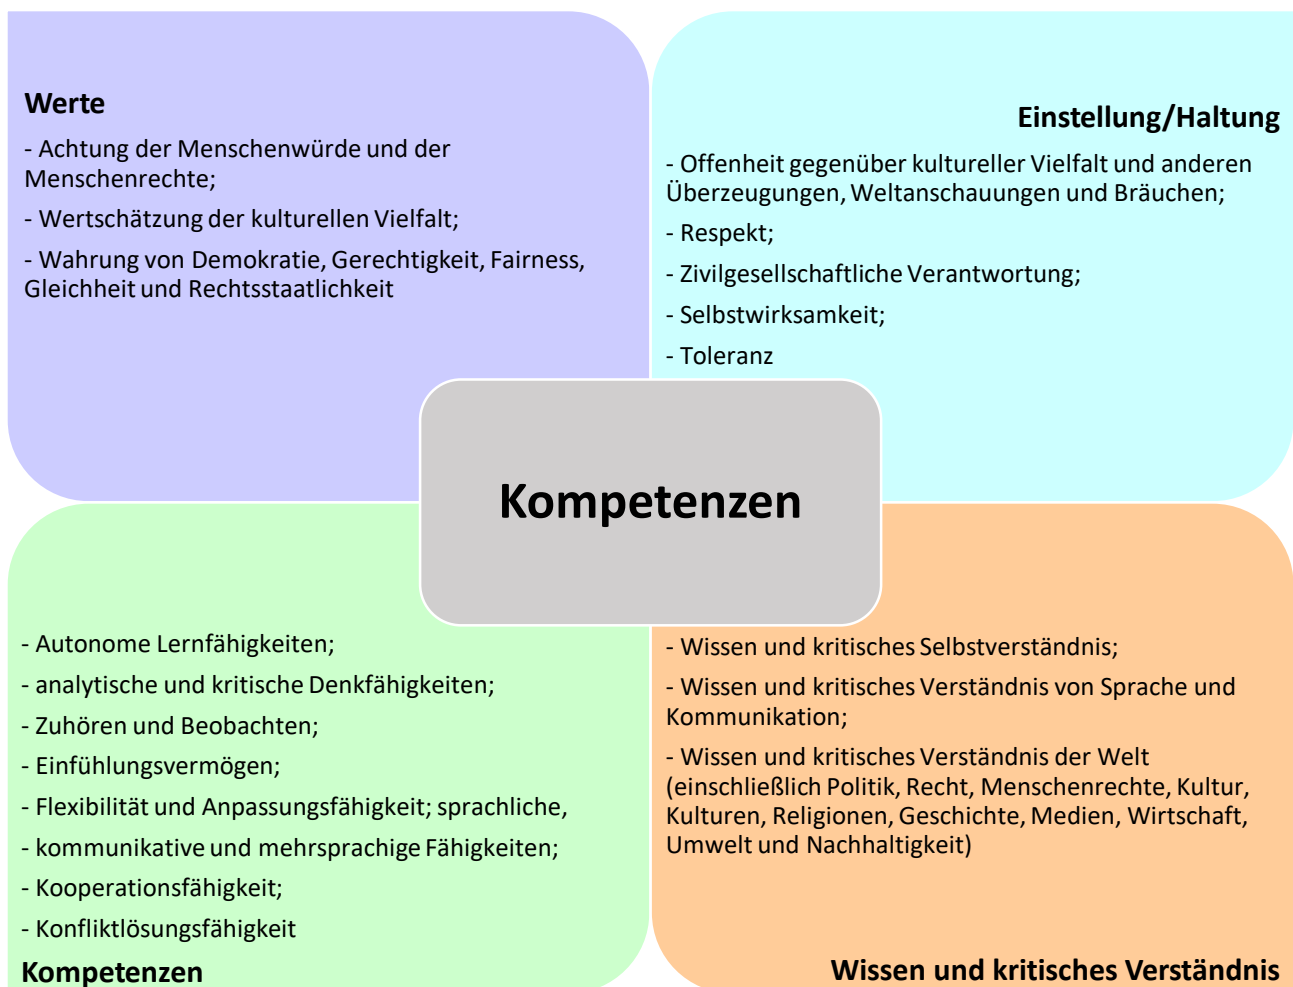 Werte
- Achtung der Menschenwürde und der
Menschenrechte;
- Wertschätzung der kulturellen Vielfalt;
- Wahrung von Demokratie, Gerechtigkeit, Fairness,
Gleichheit und Rechtsstaatlichkeit
Einstellung/Haltung
- Offenheit gegenüber kultureller Vielfalt und anderen
Überzeugungen, Weltanschauungen und Bräuchen;
- Respekt;
- Zivilgesellschaftliche Verantwortung;
- Selbstwirksamkeit;
- Toleranz
Kompetenzen
- Autonome Lernfähigkeiten;
- analytische und kritische Denkfähigkeiten;
- Zuhören und Beobachten;
- Einfühlungsvermögen;
- Flexibilität und Anpassungsfähigkeit; sprachliche,
- kommunikative und mehrsprachige Fähigkeiten;
- Kooperationsfähigkeit;
- Konfliktlösungsfähigkeit
Kompetenzen
- Wissen und kritisches Selbstverständnis;
- Wissen und kritisches Verständnis von Sprache und
Kommunikation;
- Wissen und kritisches Verständnis der Welt
(einschließlich Politik, Recht, Menschenrechte, Kultur,
Kulturen, Religionen, Geschichte, Medien, Wirtschaft,
Umwelt und Nachhaltigkeit)
Wissen und kritisches Verständnis